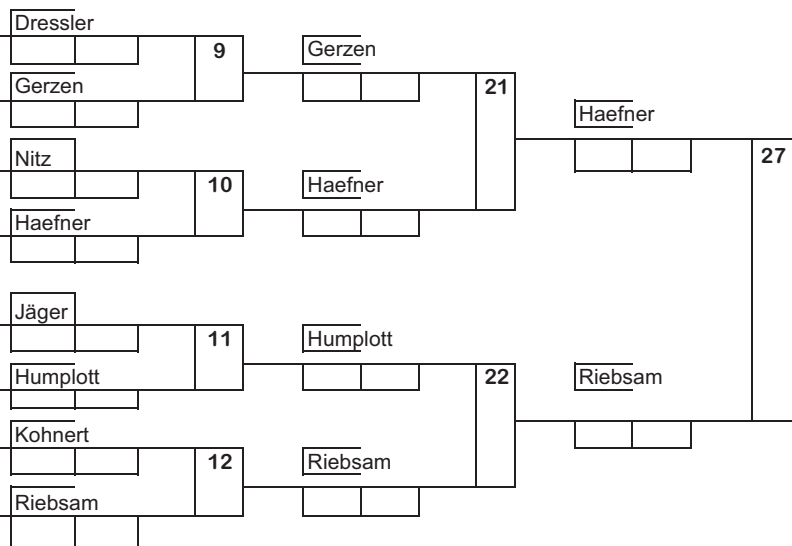 Dressler
9
Gerzen
Gerzen
21
Haefner
27
Nitz
10
Haefner
Haefner
Jäger
11
Humplott
Humplott
22
Riebsam
Kohnert
12
Riebsam
Riebsam